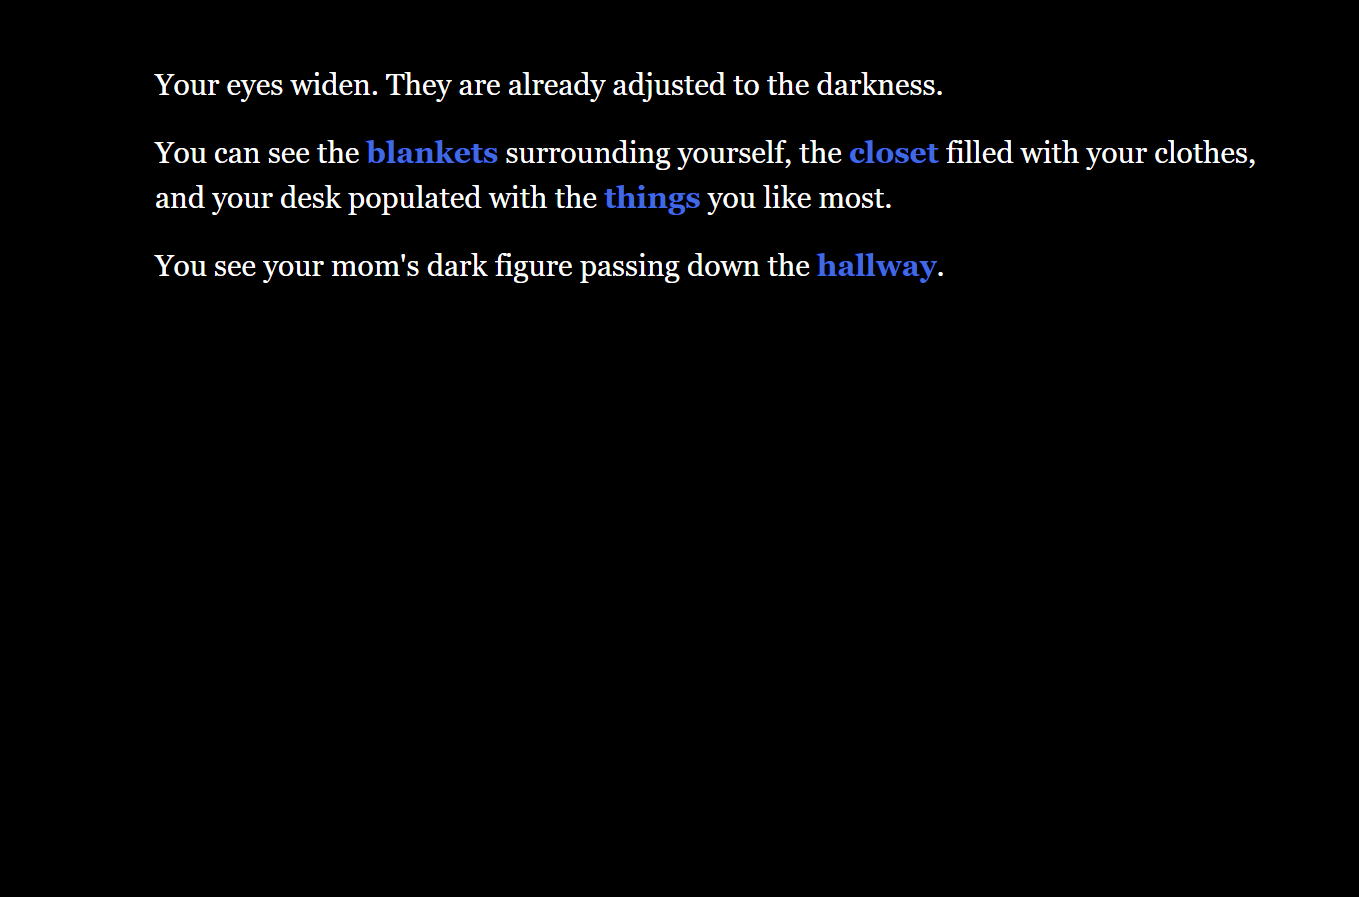 Your eyes widen. They are already adjusted to the darkness.
You can see the blankets surrounding yourself, the closet filled with your clothes,
and your desk populated with the things you like most.
You see your mom's dark figure passing down the hallway.